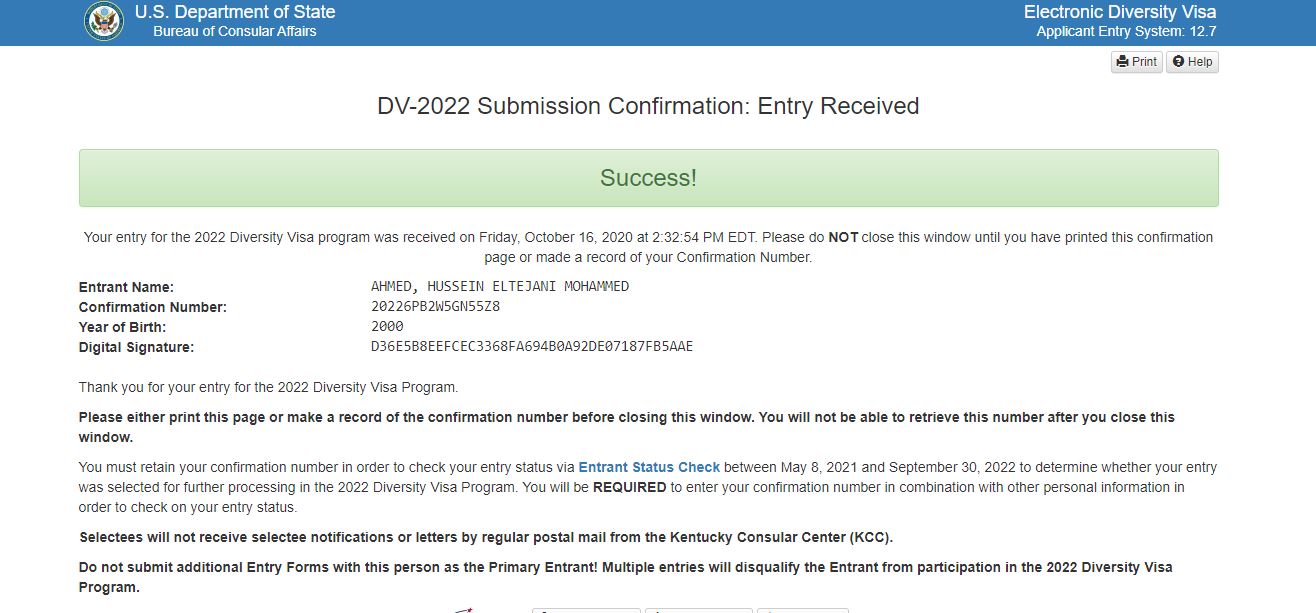 U.S. Department of State
Bureau of Consular Affairs
Electronic Diversity Visa
Applicant Entry System: 12.7
Print Help
DV-2022 Submission Confirmation: Entry Received
Success!
Your entry for the 2022 Diversity Visa program was received on Friday, October 16, 2020 at 2:32:54 PM EDT. Please do NOT close this window until you have printed this confirmation
page or made a record of your Confirmation Number.
Entrant Name: AHMED, HUSSEIN ELTEJANI MOHAMMED
Confirmation Number: 20226PB2W5GN55Z8
Year of Birth: 2000
Digital Signature: D36E5B8EEFCEC3368FA694B0A92DE07187FB5AAE
Thank you for your entry for the 2022 Diversity Visa Program.
Please either print this page or make a record of the confirmation number before closing this window. You will not be able to retrieve this number after you close this
window.
You must retain your confirmation number in order to check your entry status via Entrant Status Check between May 8, 2021 and September 30, 2022 to determine whether your entry
was selected for further processing in the 2022 Diversity Visa Program. You will be REQUIRED to enter your confirmation number in combination with other personal information in
order to check on your entry status.
Selectees will not receive selectee notifications or letters by regular postal mail from the Kentucky Consular Center (KCC).
Do not submit additional Entry Forms with this person as the Primary Entrant! Multiple entries will disqualify the Entrant from participation in the 2022 Diversity Visa
Program.